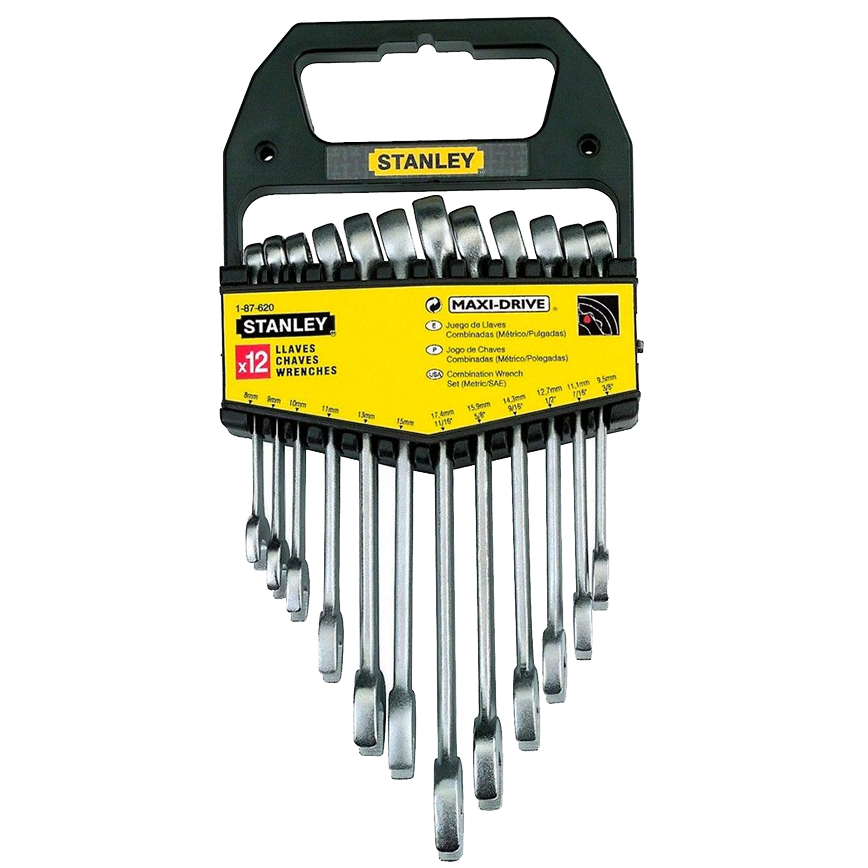 STANLEY
1-87-620
STANLEY
x12
LLAVES
CHAVES
WRENCHES
MAXI-DRIVE
E Juego de Llaves
Combinadas (Métrico/Pulgadas)
P Jogo de Chaves
Combinadas (Métrico/Polegadas)
USA Combination Wrench
Set (Metric/SAE)
8mm 9mm 10mm 11mm 13mm 15mm 17.4mm 15.9mm 14.3mm 12.7mm 11.1mm 9.5mm
11/16" 5/8" 9/16" 1/2" 7/16" 3/8"